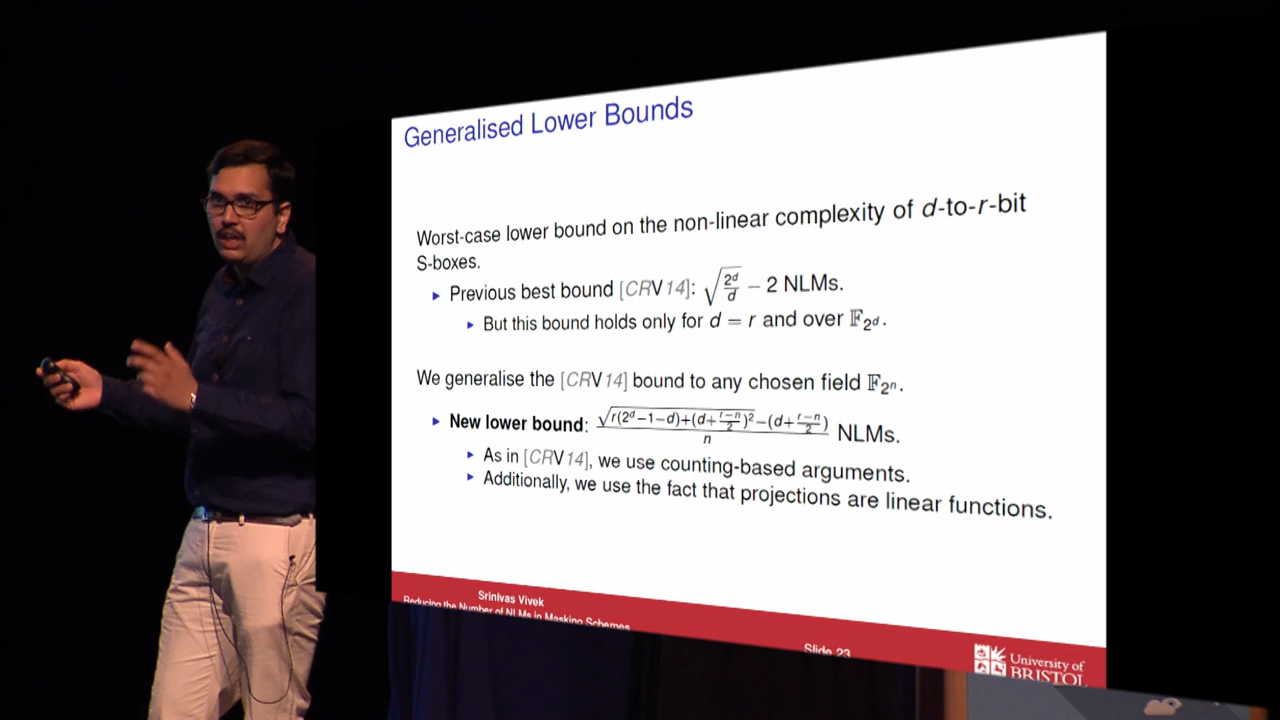 Generalised Lower Bounds
Worst-case lower bound on the non-linear complexity of d-to-r-bit
S-boxes.
▸ Previous best bound [CRV14]: √(2^d/d) − 2 NLMs.
▸ But this bound holds only for d = r and over 𝔽_{2^d}.
We generalise the [CRV14] bound to any chosen field 𝔽_{2^n}.
▸ New lower bound: (√(r(2^d−1−d)+(d+(r−n)/2)^2)−(d+(r−n)/2))/n NLMs.
▸ As in [CRV14], we use counting-based arguments.
▸ Additionally, we use the fact that projections are linear functions.
Srinivas Vivek
Reducing the Number of NLMs in Masking Schemes
Slide 23
University of
BRISTOL